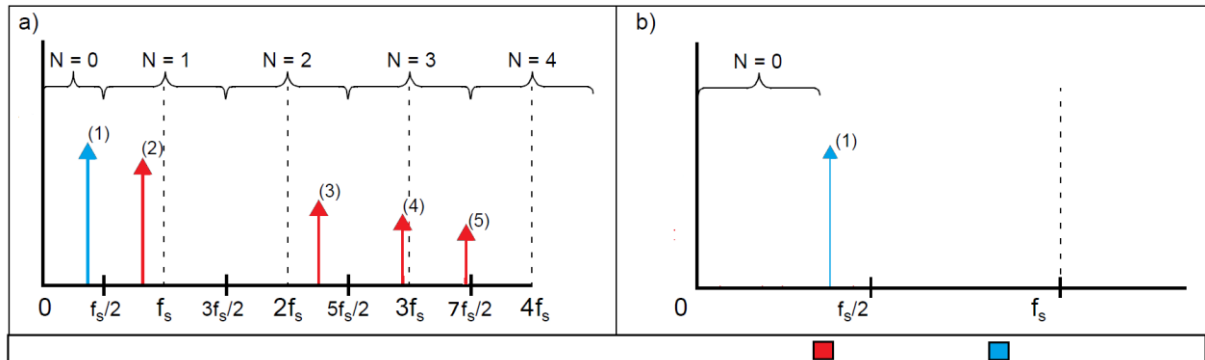 a)
N = 0 N = 1 N = 2 N = 3 N = 4
(1)
(2)
(3)
(4)
(5)
0 fₛ/2 fₛ 3fₛ/2 2fₛ 5fₛ/2 3fₛ 7fₛ/2 4fₛ
b)
N = 0
(1)
0 fₛ/2 fₛ